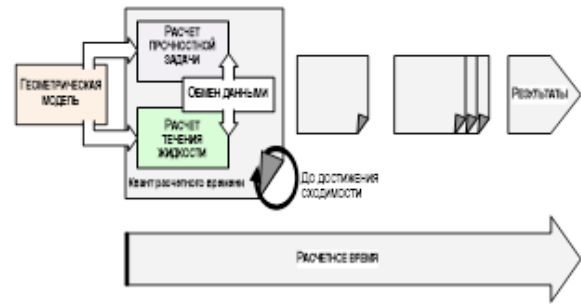 РАСЧЕТ
ПРОЧНОСТНОЙ
ЗАДАЧИ
ГЕОМЕТРИЧЕСКАЯ
МОДЕЛЬ
ОБМЕН ДАННЫМИ
РАСЧЕТ
ТЕЧЕНИЯ
ЖИДКОСТИ
Квант расчетного времени
ДО ДОСТИЖЕНИЯ
СХОДИМОСТИ
РЕЗУЛЬТАТЫ
РАСЧЕТНОЕ ВРЕМЯ